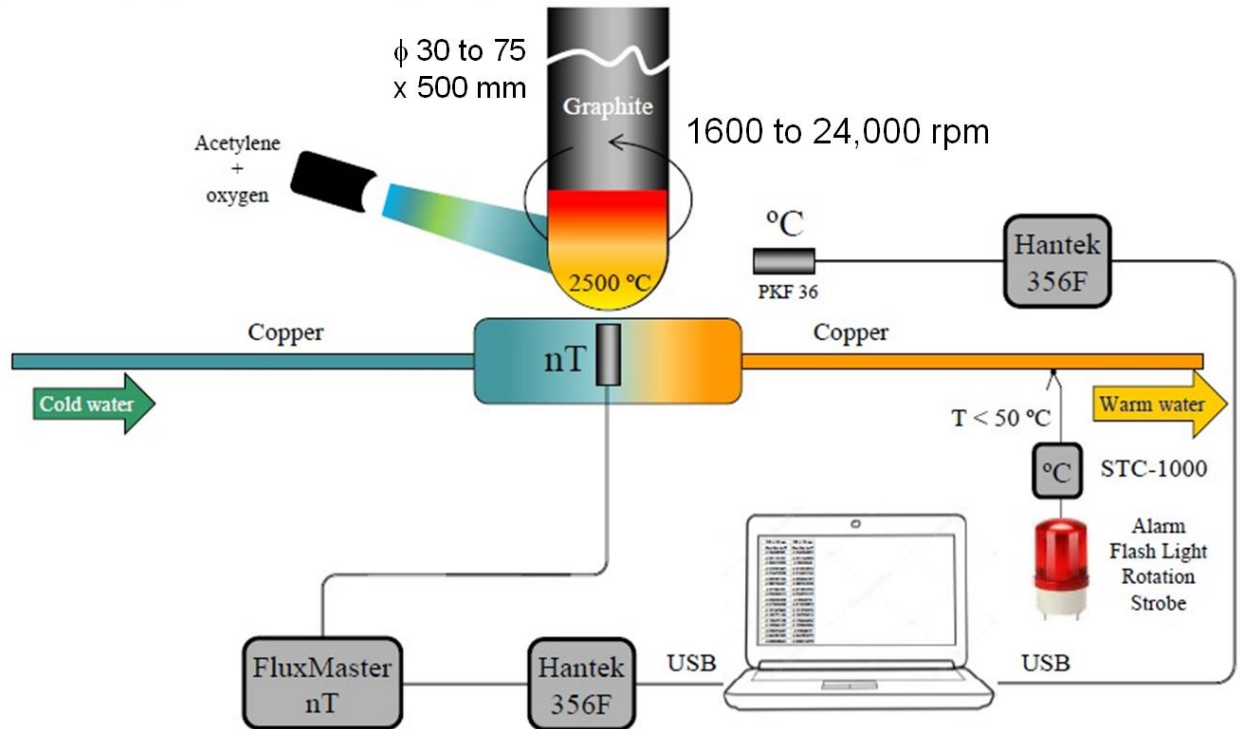 ϕ 30 to 75
x 500 mm
Graphite
1600 to 24,000 rpm
Acetylene
+
oxygen
2500 ºC
ºC
PKF 36
Hantek
356F
Copper
nT
Copper
Cold water
T < 50 ºC
Warm water
ºC
STC-1000
Alarm
Flash Light
Rotation
Strobe
FluxMaster
nT
Hantek
356F
USB
USB